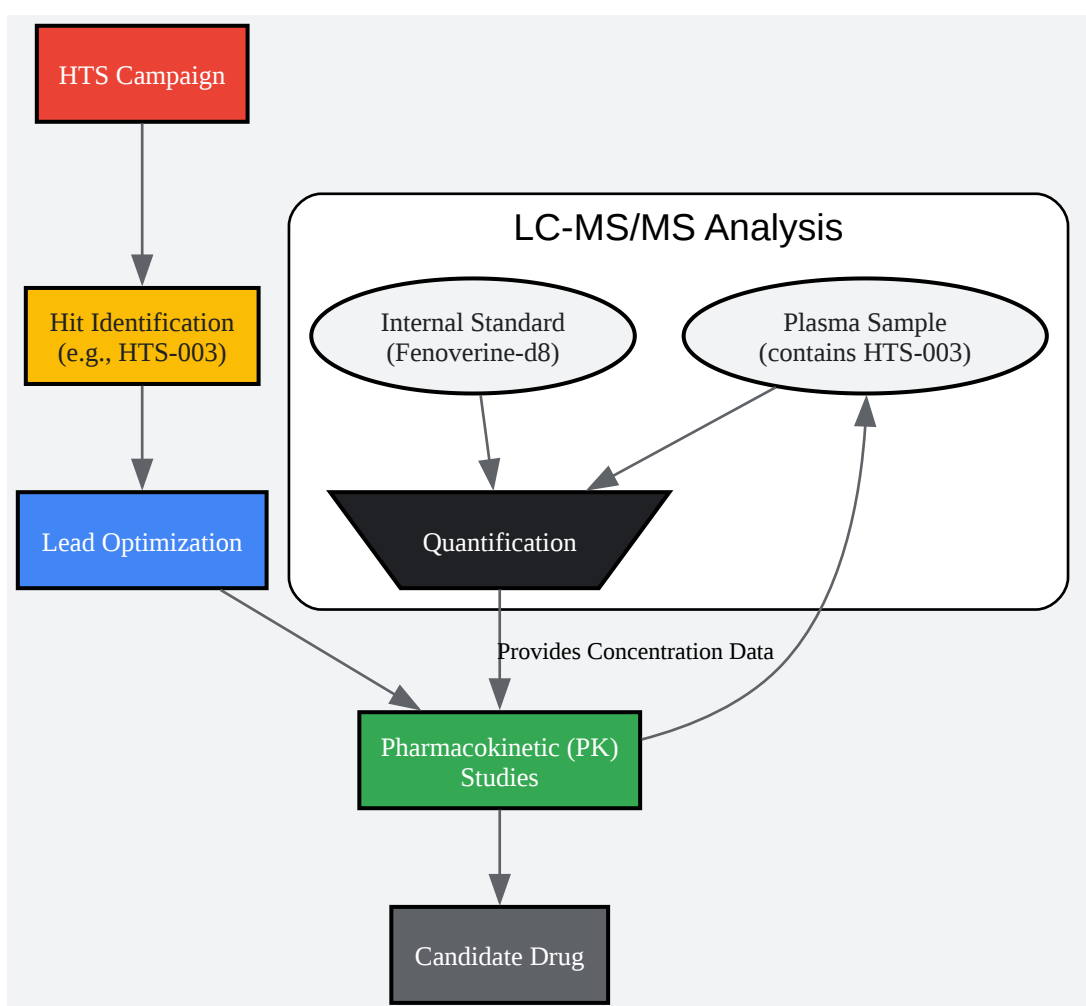 HTS Campaign
LC-MS/MS Analysis
Hit Identification
(e.g., HTS-003)
Internal Standard
(Fenoverine-d8)
Plasma Sample
(contains HTS-003)
Lead Optimization
Quantification
Provides Concentration Data
Pharmacokinetic (PK)
Studies
Candidate Drug